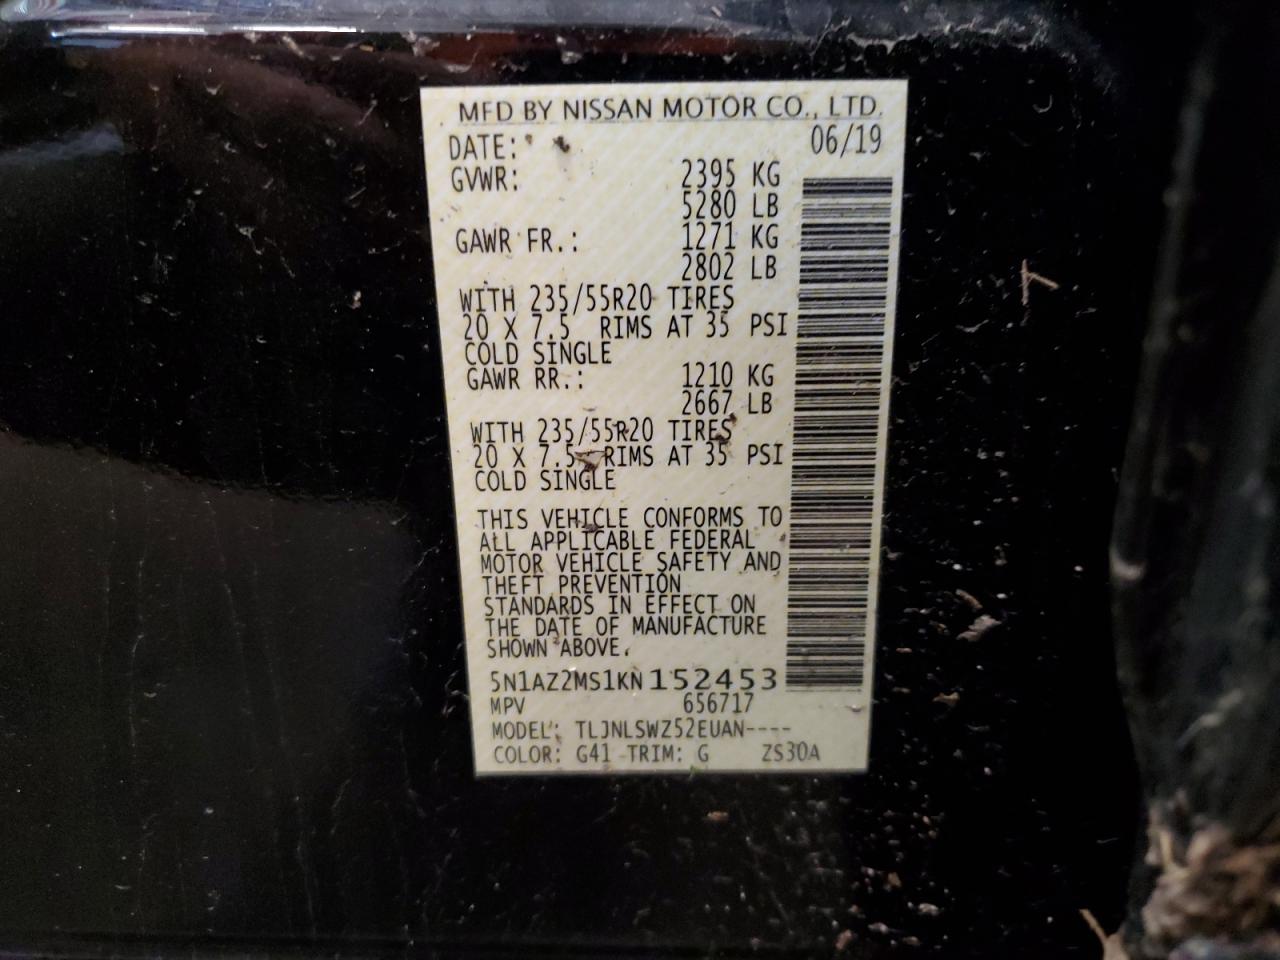 MFD BY NISSAN MOTOR CO., LTD.
DATE: 06/19
GVWR: 2395 KG
5280 LB
GAWR FR.: 1271 KG
2802 LB
WITH 235/55R20 TIRES
20 X 7.5 RIMS AT 35 PSI
COLD SINGLE
GAWR RR.: 1210 KG
2667 LB
WITH 235/55R20 TIRES
20 X 7.5 RIMS AT 35 PSI
COLD SINGLE
THIS VEHICLE CONFORMS TO
ALL APPLICABLE FEDERAL
MOTOR VEHICLE SAFETY AND
THEFT PREVENTION
STANDARDS IN EFFECT ON
THE DATE OF MANUFACTURE
SHOWN ABOVE.
5N1AZ2MS1KN152453
MPV 656717
MODEL: TLJNLSWZ52EUAN----
COLOR: G41 TRIM: G ZS30A